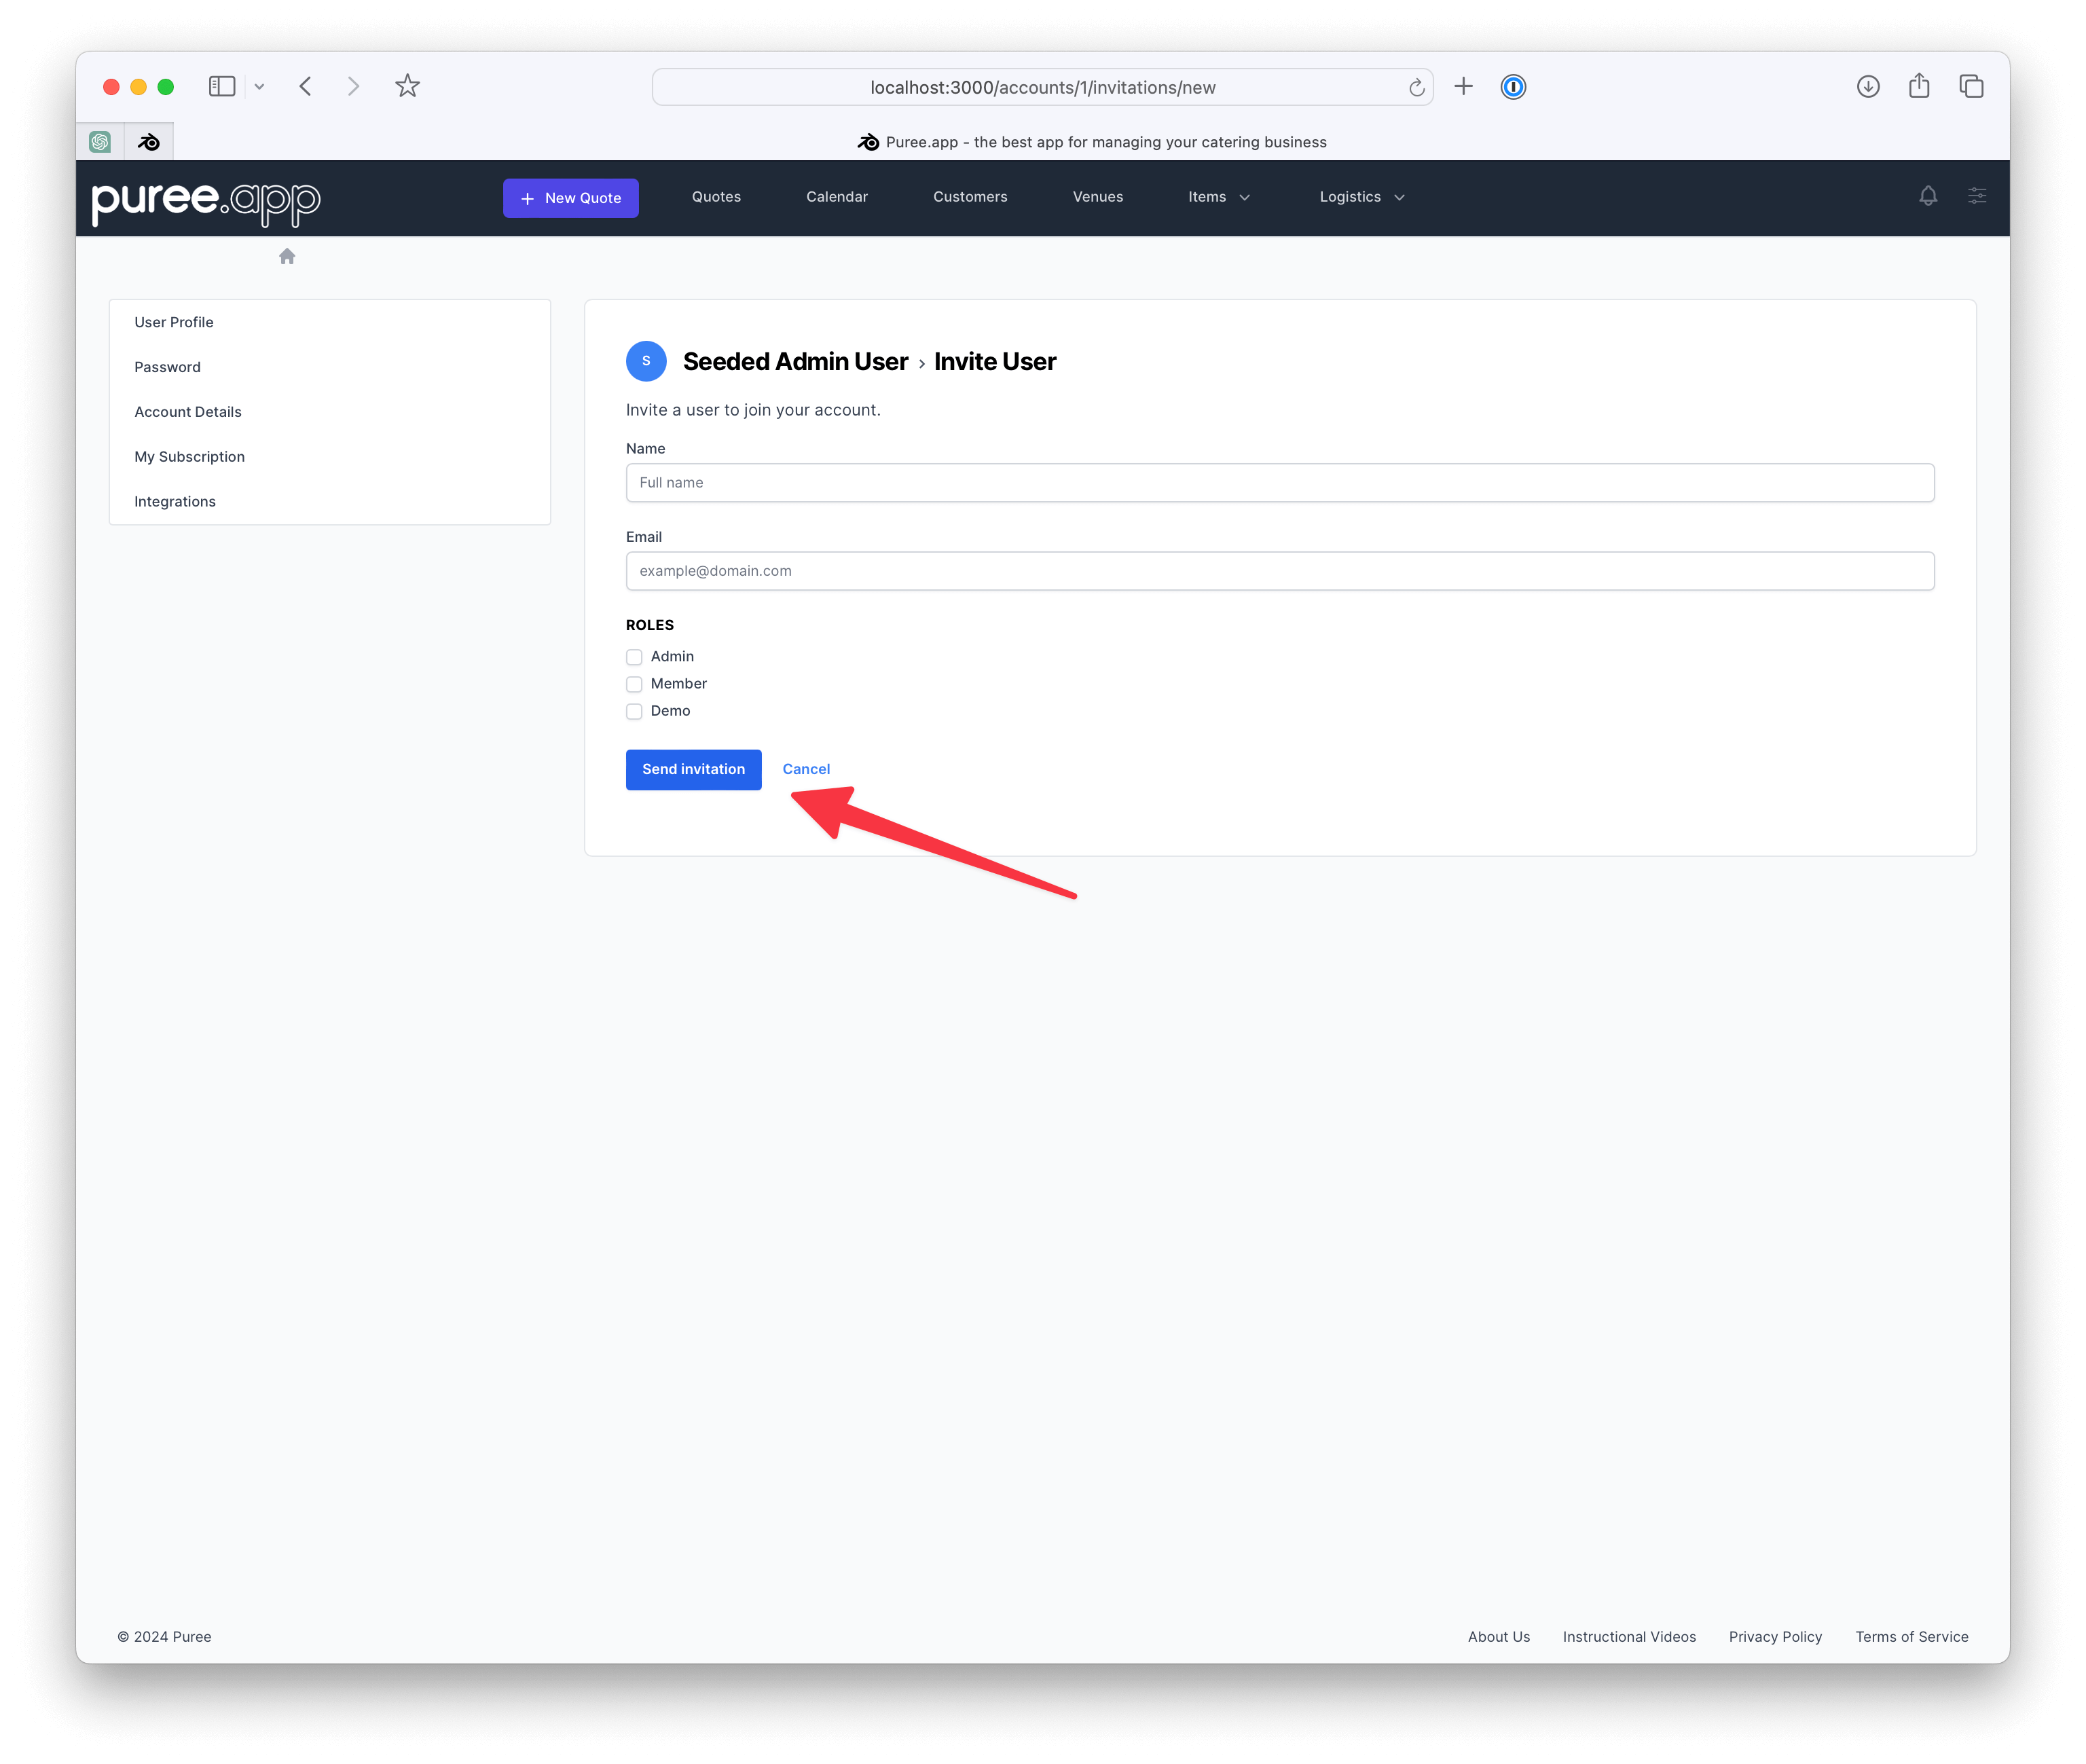 localhost:3000/accounts/1/invitations/new
Puree.app - the best app for managing your catering business
puree.app
New Quote
Quotes
Calendar
Customers
Venues
Items
Logistics
User Profile
Password
Account Details
My Subscription
Integrations
S
Seeded Admin User › Invite User
Invite a user to join your account.
Name
Full name
Email
example@domain.com
ROLES
Admin
Member
Demo
Send invitation
Cancel
© 2024 Puree
About Us
Instructional Videos
Privacy Policy
Terms of Service